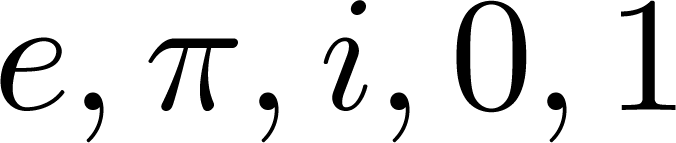 e, π, i, 0, 1